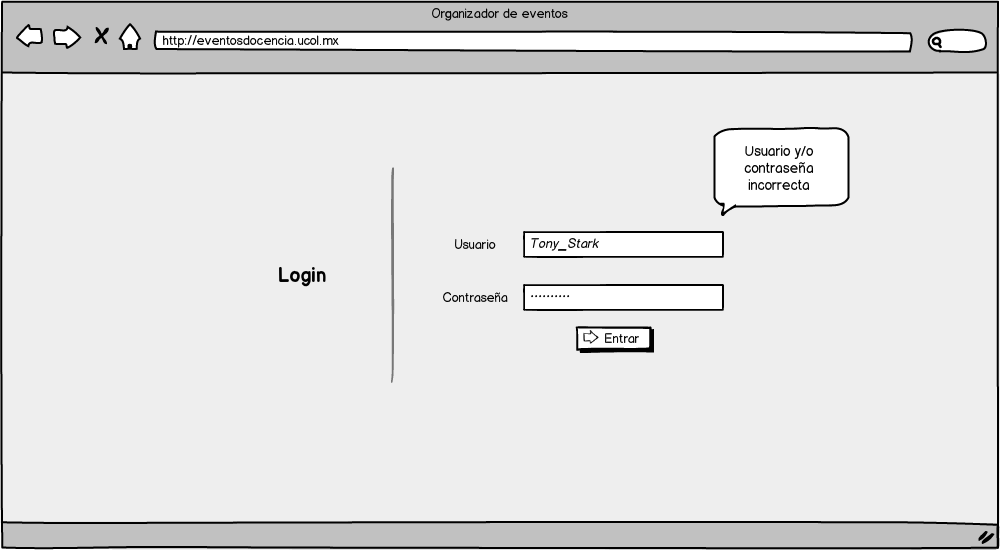 Organizador de eventos
http://eventosdocencia.ucol.mx
Usuario y/o
contraseña
incorrecta
Usuario
Tony_Stark
Login
Contraseña
Entrar